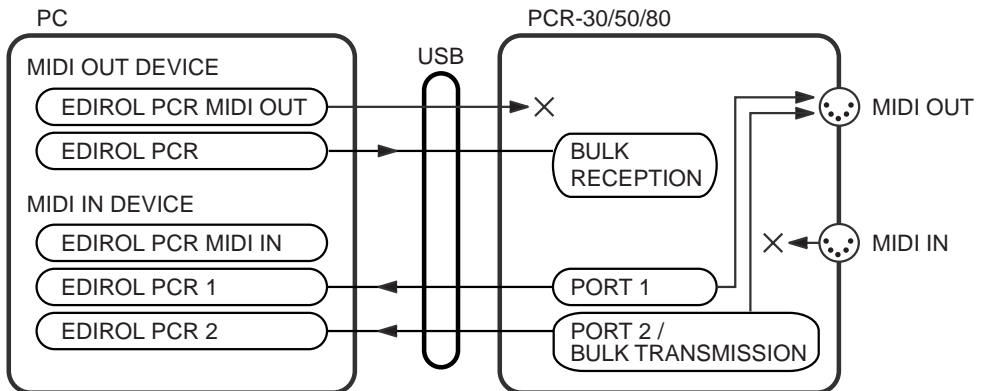 PC
PCR-30/50/80
USB
MIDI OUT DEVICE
EDIROL PCR MIDI OUT
EDIROL PCR
MIDI IN DEVICE
EDIROL PCR MIDI IN
EDIROL PCR 1
EDIROL PCR 2
BULK
RECEPTION
PORT 1
PORT 2 /
BULK TRANSMISSION
MIDI OUT
MIDI IN